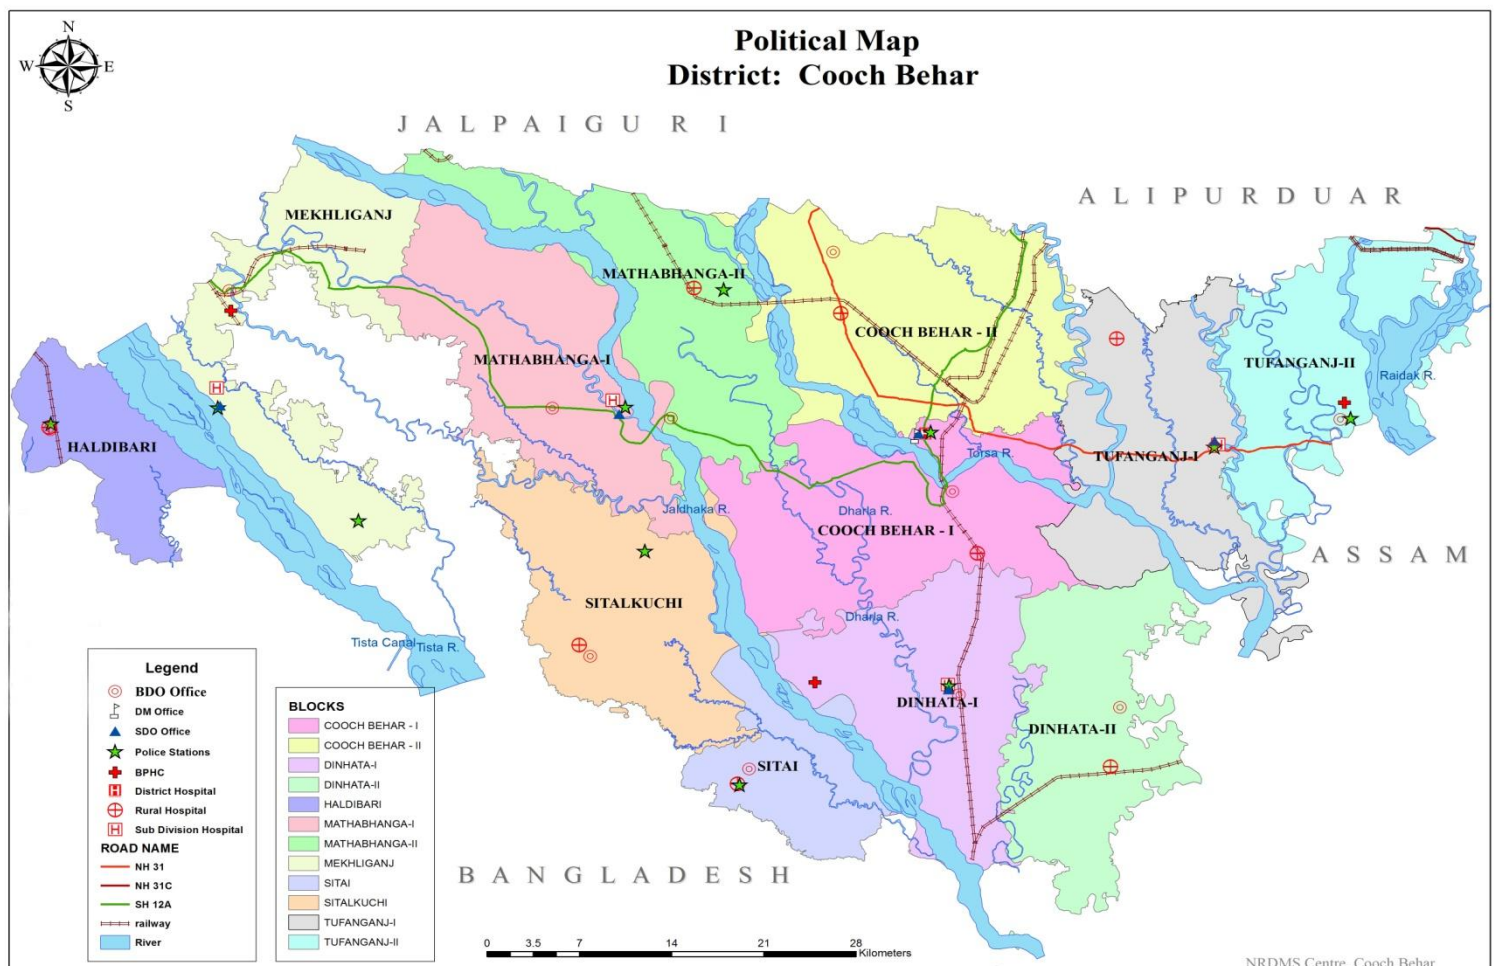 Political Map
District: Cooch Behar
N
W E
S
JALPAIGURI
ALIPURDUAR
MEKHLIGANJ
MATHABHANGA-II
COOCH BEHAR - II
MATHABHANGA-I
TUFANGANJ-II
Raidak R.
HALDIBARI
TUFANGANJ-I
Torsa R.
Jaldhaka R.
Dharla R.
COOCH BEHAR - I
ASSAM
SITALKUCHI
Dharla R.
Tista Canal
Tista R.
DINHATA-I
DINHATA-II
SITAI
BANGLADESH
Legend
BDO Office
DM Office
SDO Office
Police Stations
BPHC
District Hospital
Rural Hospital
Sub Division Hospital
ROAD NAME
NH 31
NH 31C
SH 12A
railway
River
BLOCKS
COOCH BEHAR - I
COOCH BEHAR - II
DINHATA-I
DINHATA-II
HALDIBARI
MATHABHANGA-I
MATHABHANGA-II
MEKHLIGANJ
SITAI
SITALKUCHI
TUFANGANJ-I
TUFANGANJ-II
0 3.5 7 14 21 28
Kilometers
NRDMS Centre, Cooch Behar